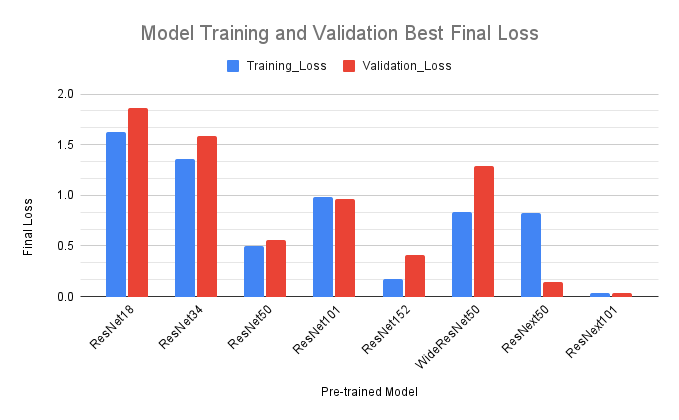 Model Training and Validation Best Final Loss
Training_Loss Validation_Loss
2.0
1.5
1.0
0.5
0.0
Final Loss
ResNet18 ResNet34 ResNet50 ResNet101 ResNet152 WideResNet50 ResNext50 ResNext101
Pre-trained Model